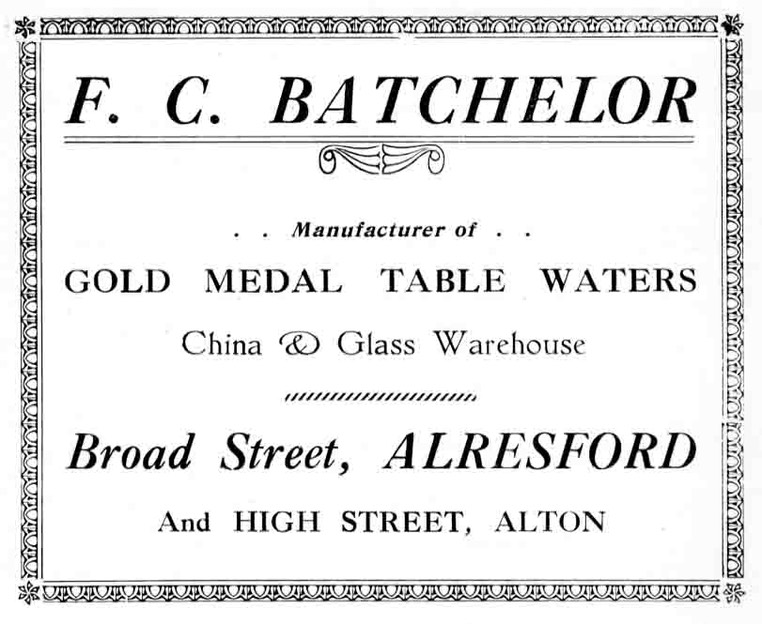 F. C. BATCHELOR
. . Manufacturer of . .
GOLD MEDAL TABLE WATERS
China & Glass Warehouse
Broad Street, ALRESFORD
And HIGH STREET, ALTON